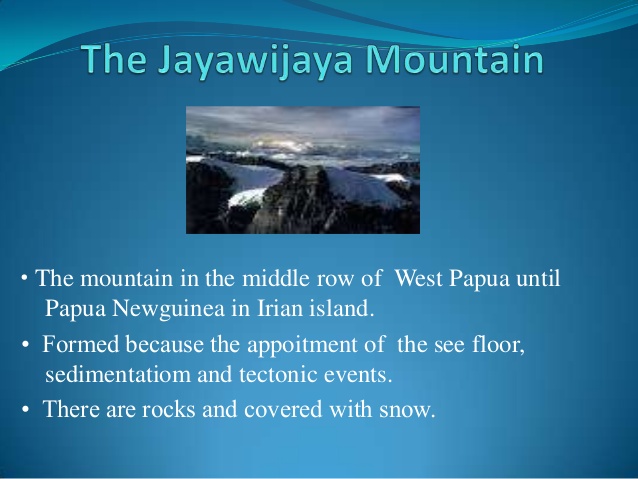 The Jayawijaya Mountain
• The mountain in the middle row of West Papua until
Papua Newguinea in Irian island.
• Formed because the appoitment of the see floor,
sedimentatiom and tectonic events.
• There are rocks and covered with snow.